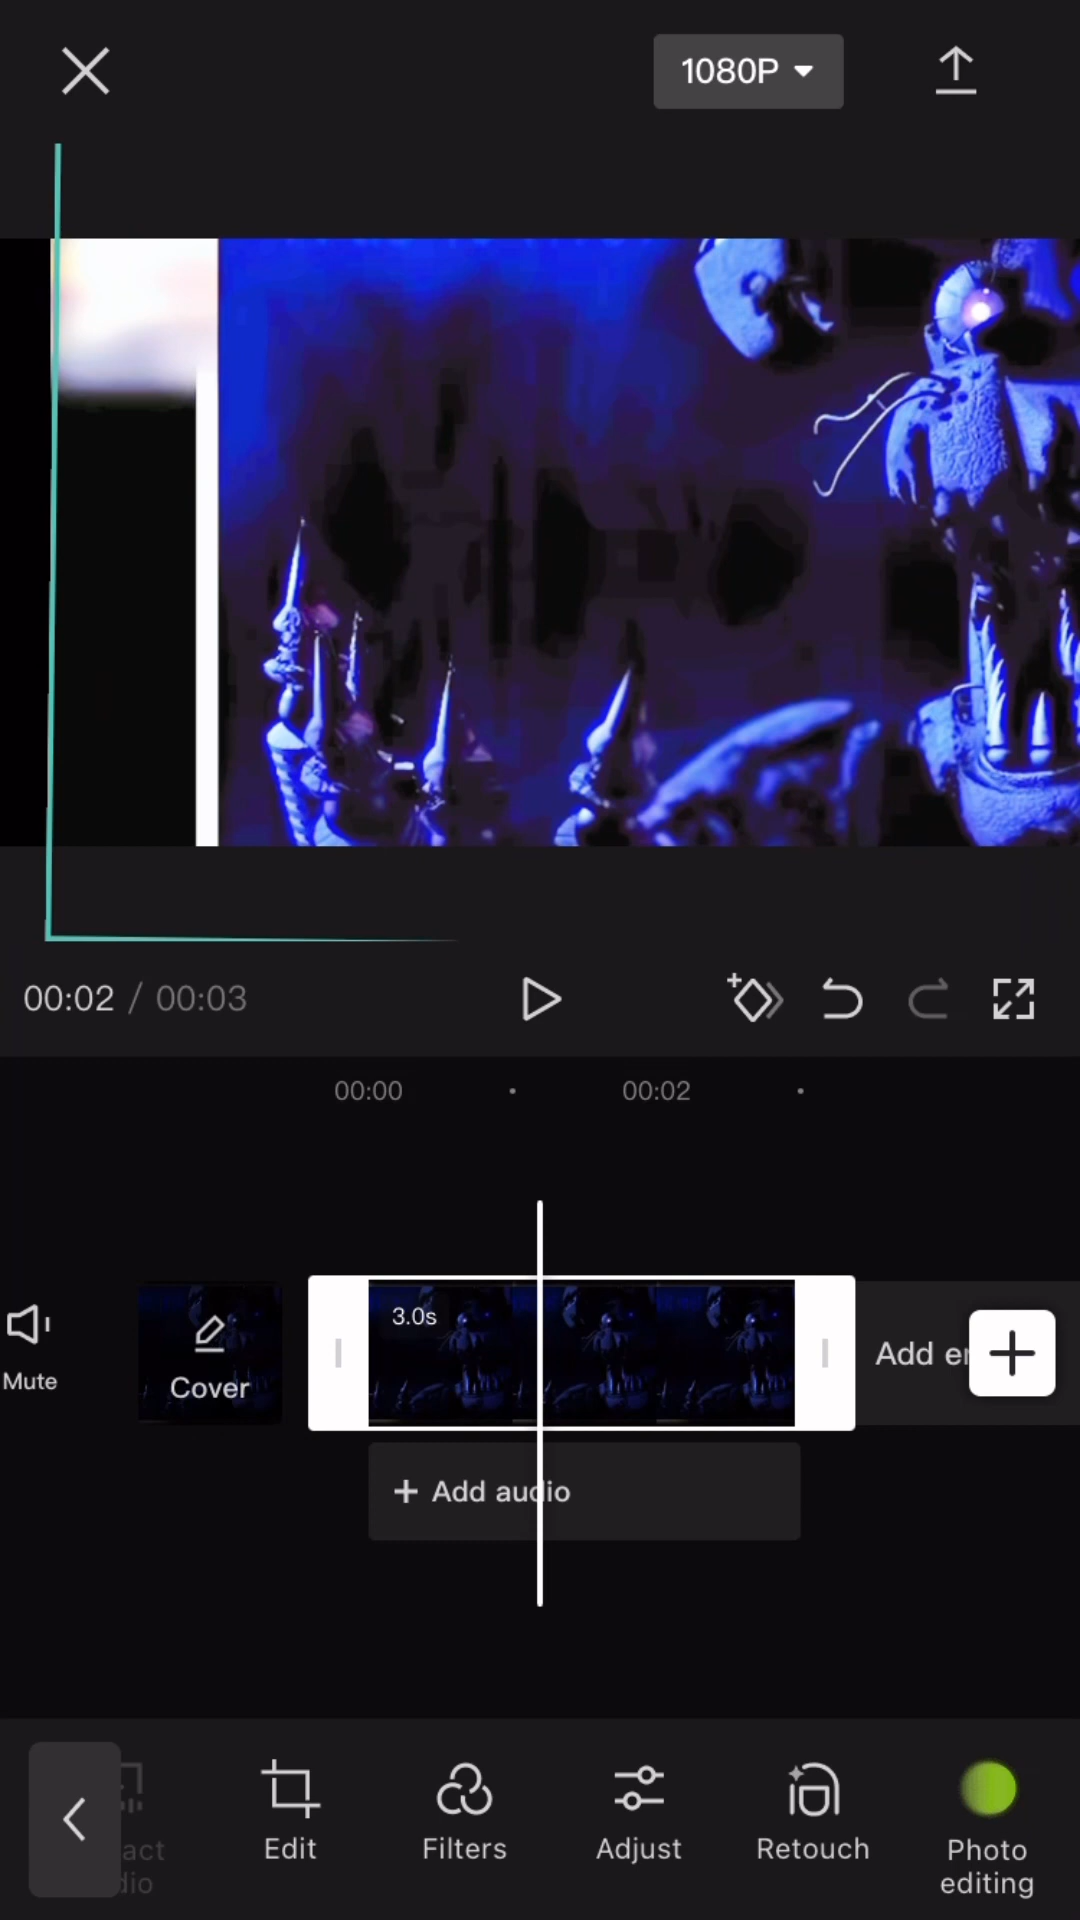 1080P
00:02 / 00:03
00:00
00:02
3.0s
Mute
Cover
Add
+ Add audio
Edit
Filters
Adjust
Retouch
Photo
editing